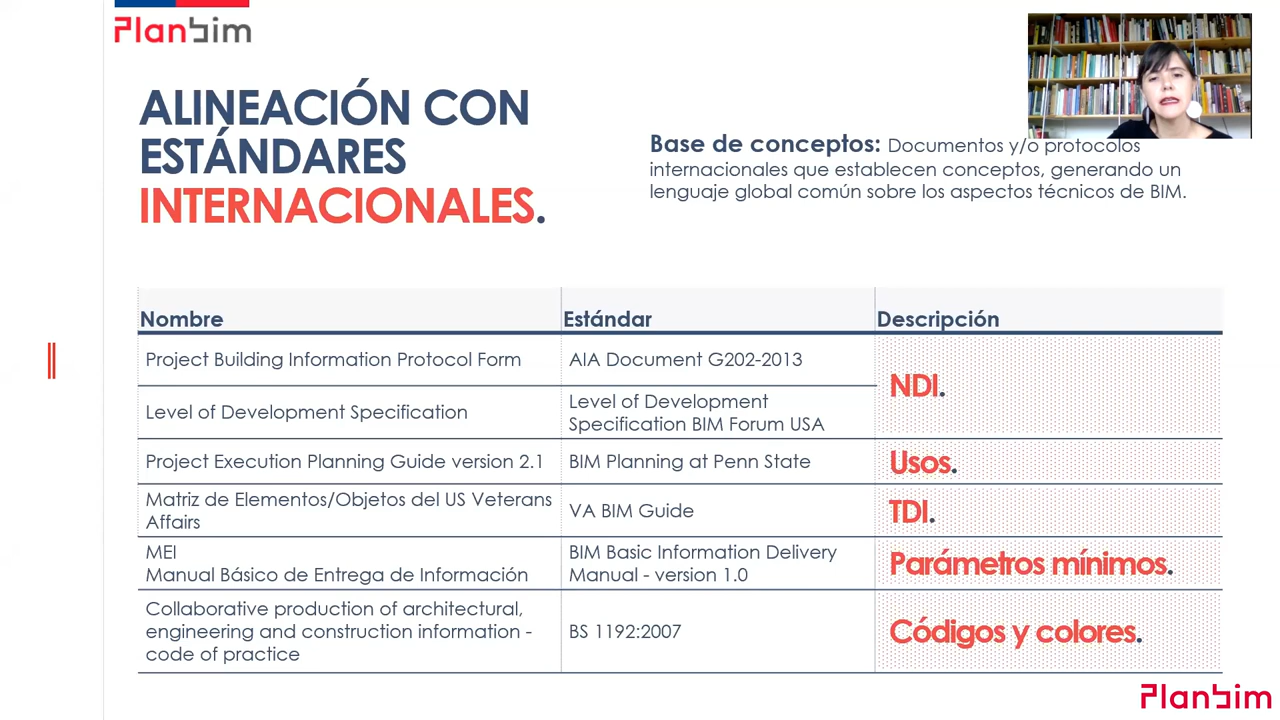 PlanbIm
ALINEACIÓN CON
ESTÁNDARES
INTERNACIONALES.
Base de conceptos: Documentos y/o protocolos
internacionales que establecen conceptos, generando un
lenguaje global común sobre los aspectos técnicos de BIM.
Nombre Estándar Descripción
Project Building Information Protocol Form AIA Document G202-2013
NDI.
Level of Development Specification
Level of Development
Specification BIM Forum USA
Project Execution Planning Guide version 2.1 BIM Planning at Penn State Usos.
Matriz de Elementos/Objetos del US Veterans
Affairs
VA BIM Guide TDI.
MEI
Manual Básico de Entrega de Información
BIM Basic Information Delivery
Manual - version 1.0
Parámetros mínimos.
Collaborative production of architectural,
engineering and construction information -
code of practice
BS 1192:2007 Códigos y colores.
PlanbIm